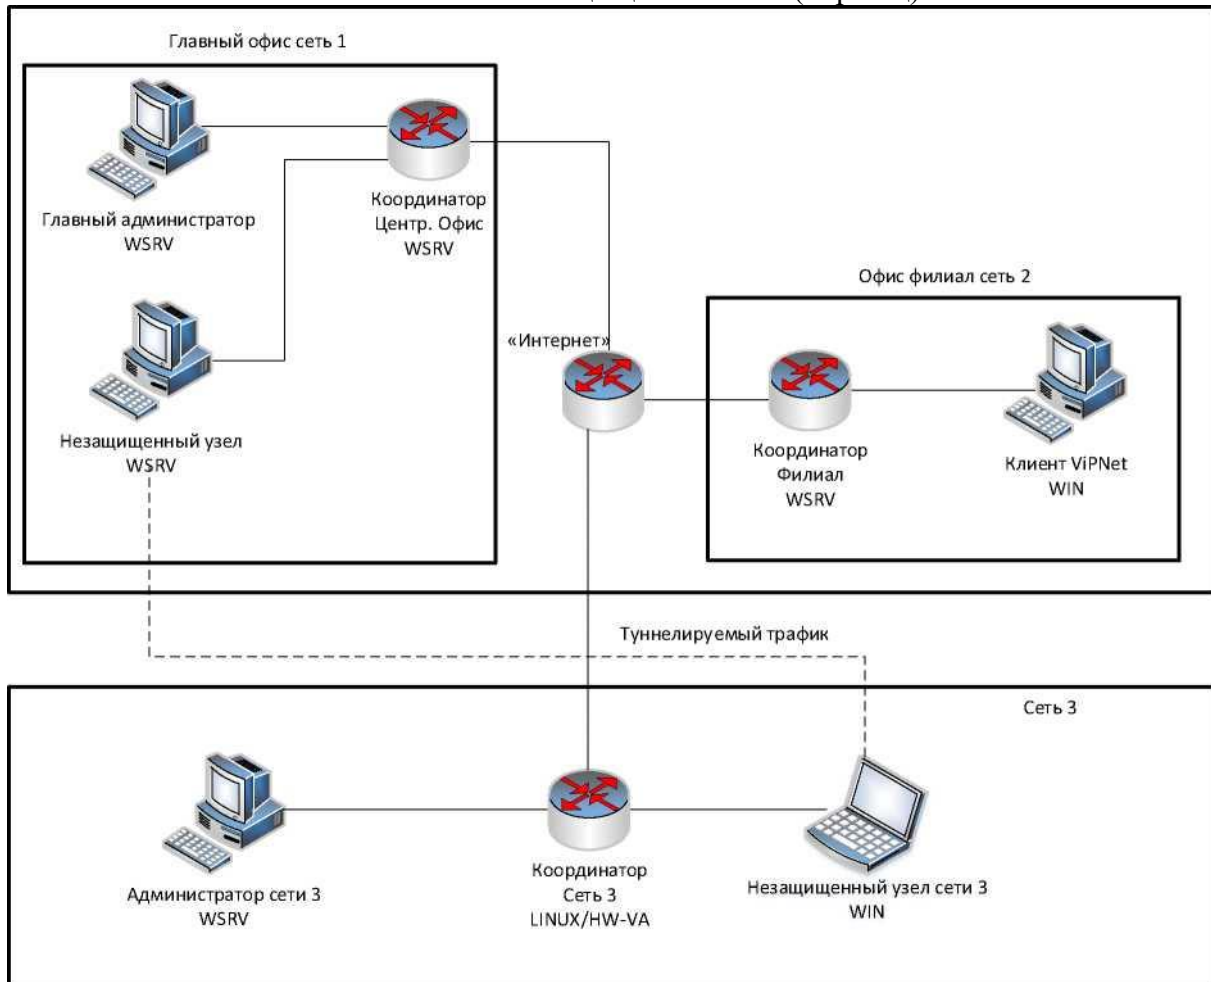 Главный офис сеть 1
Главный администратор
WSRV
Координатор
Центр. Офис
WSRV
Незащищенный узел
WSRV
«Интернет»
Офис филиал сеть 2
Координатор
Филиал
WSRV
Клиент ViPNet
WIN
Туннелируемый трафик
Сеть 3
Администратор сети 3
WSRV
Координатор
Сеть 3
LINUX/HW-VA
Незащищенный узел сети 3
WIN